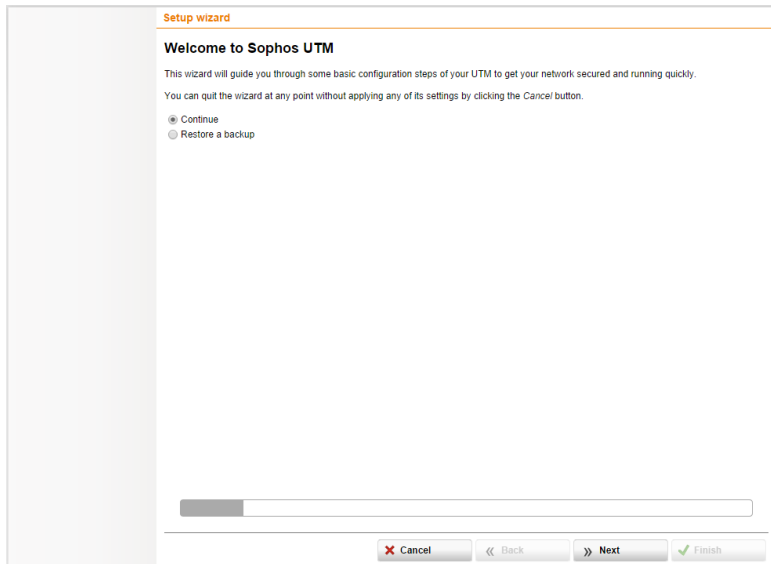 Setup wizard
Welcome to Sophos UTM
This wizard will guide you through some basic configuration steps of your UTM to get your network secured and running quickly.
You can quit the wizard at any point without applying any of its settings by clicking the Cancel button.
Continue
Restore a backup
Cancel
Back
Next
Finish